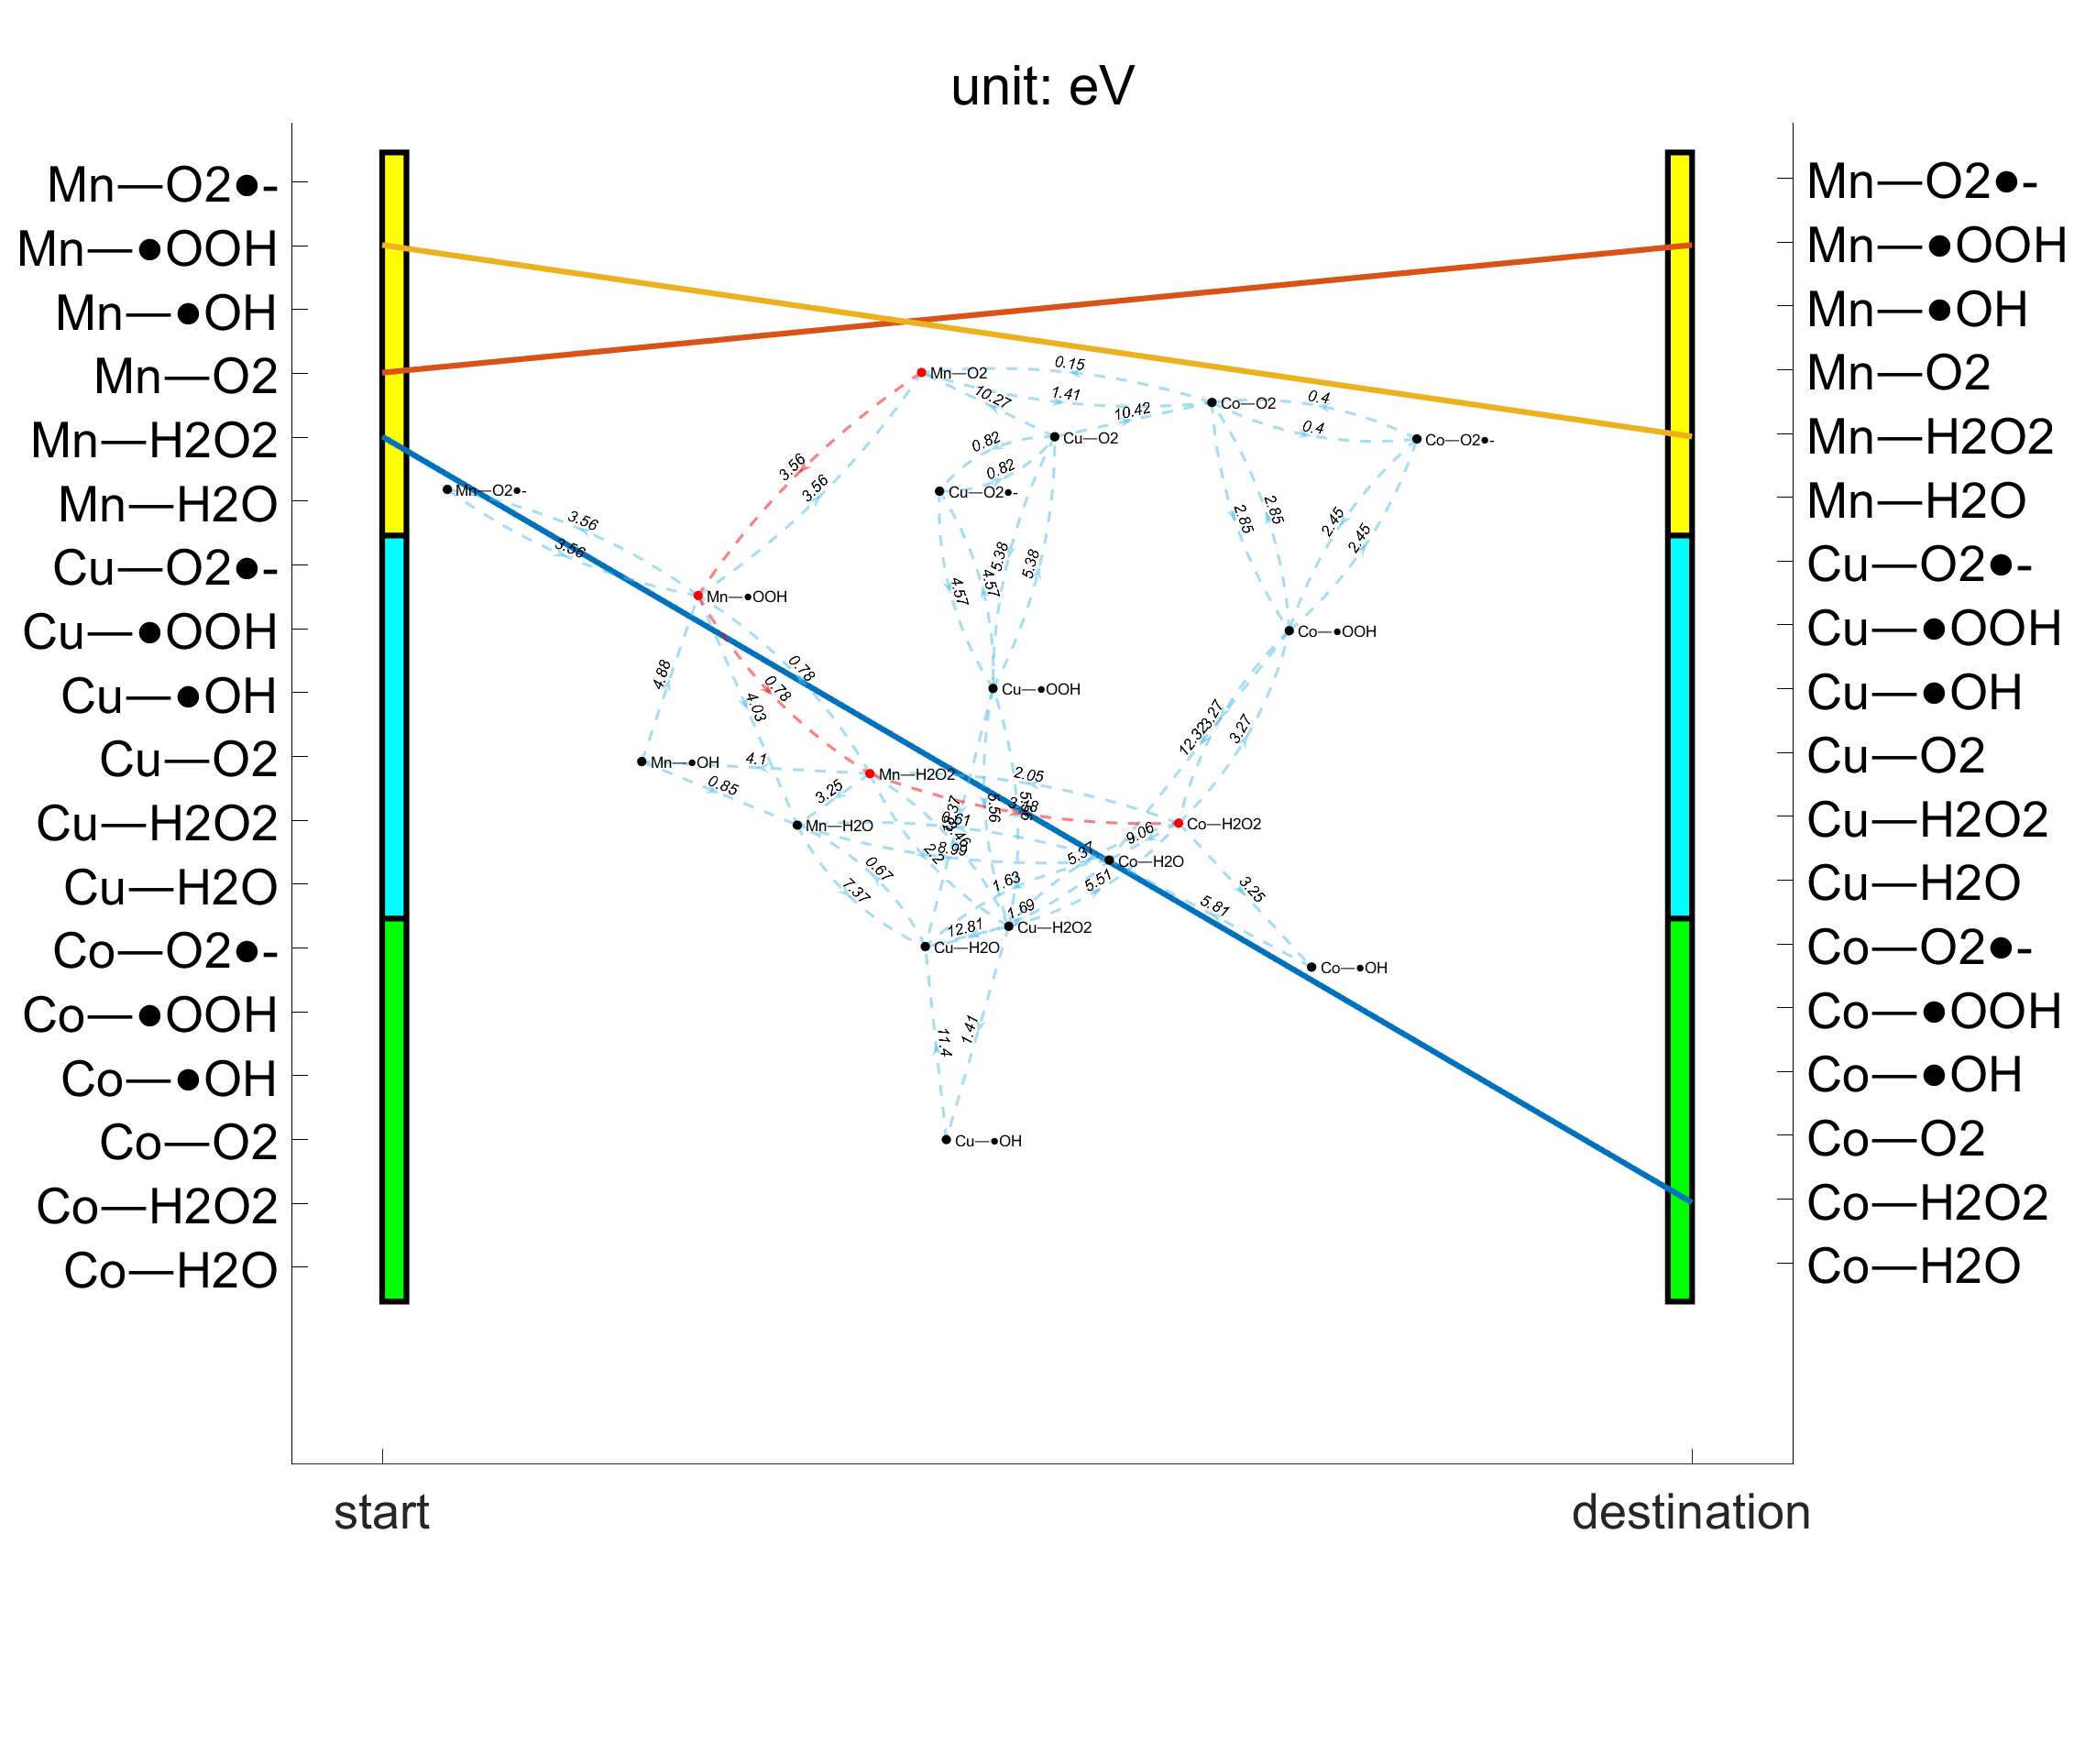 unit: eV
Mn—O2●-
Mn—●OOH
Mn—●OH
Mn—O2
Mn—H2O2
Mn—H2O
Cu—O2●-
Cu—●OOH
Cu—●OH
Cu—O2
Cu—H2O2
Cu—H2O
Co—O2●-
Co—●OOH
Co—●OH
Co—O2
Co—H2O2
Co—H2O
0.15
Mn—O2
10.27
1.41
10.42
Co—O2
0.4
0.4
Co—O2●-
Cu—O2
0.82
0.82
3.56
3.56
Mn—O2●-
Cu—O2●-
3.56
3.56
2.85
2.85
2.45
2.45
5.38
5.38
4.57
4.57
Mn—●OOH
Co—●OOH
4.88
0.78
0.78
4.03
Cu—●OOH
12.32
3.27
3.27
Mn—●OH
4.1
0.85
Mn—H2O2
3.25
2.05
5.56
Mn—H2O
Co—H2O2
9.06
2.2
8.99
5.37
Co—H2O
0.67
7.37
1.63
5.51
3.25
1.69
5.81
12.81
Cu—H2O2
Cu—H2O
Co—●OH
11.4
1.41
Cu—●OH
Mn—O2●-
Mn—●OOH
Mn—●OH
Mn—O2
Mn—H2O2
Mn—H2O
Cu—O2●-
Cu—●OOH
Cu—●OH
Cu—O2
Cu—H2O2
Cu—H2O
Co—O2●-
Co—●OOH
Co—●OH
Co—O2
Co—H2O2
Co—H2O
start
destination